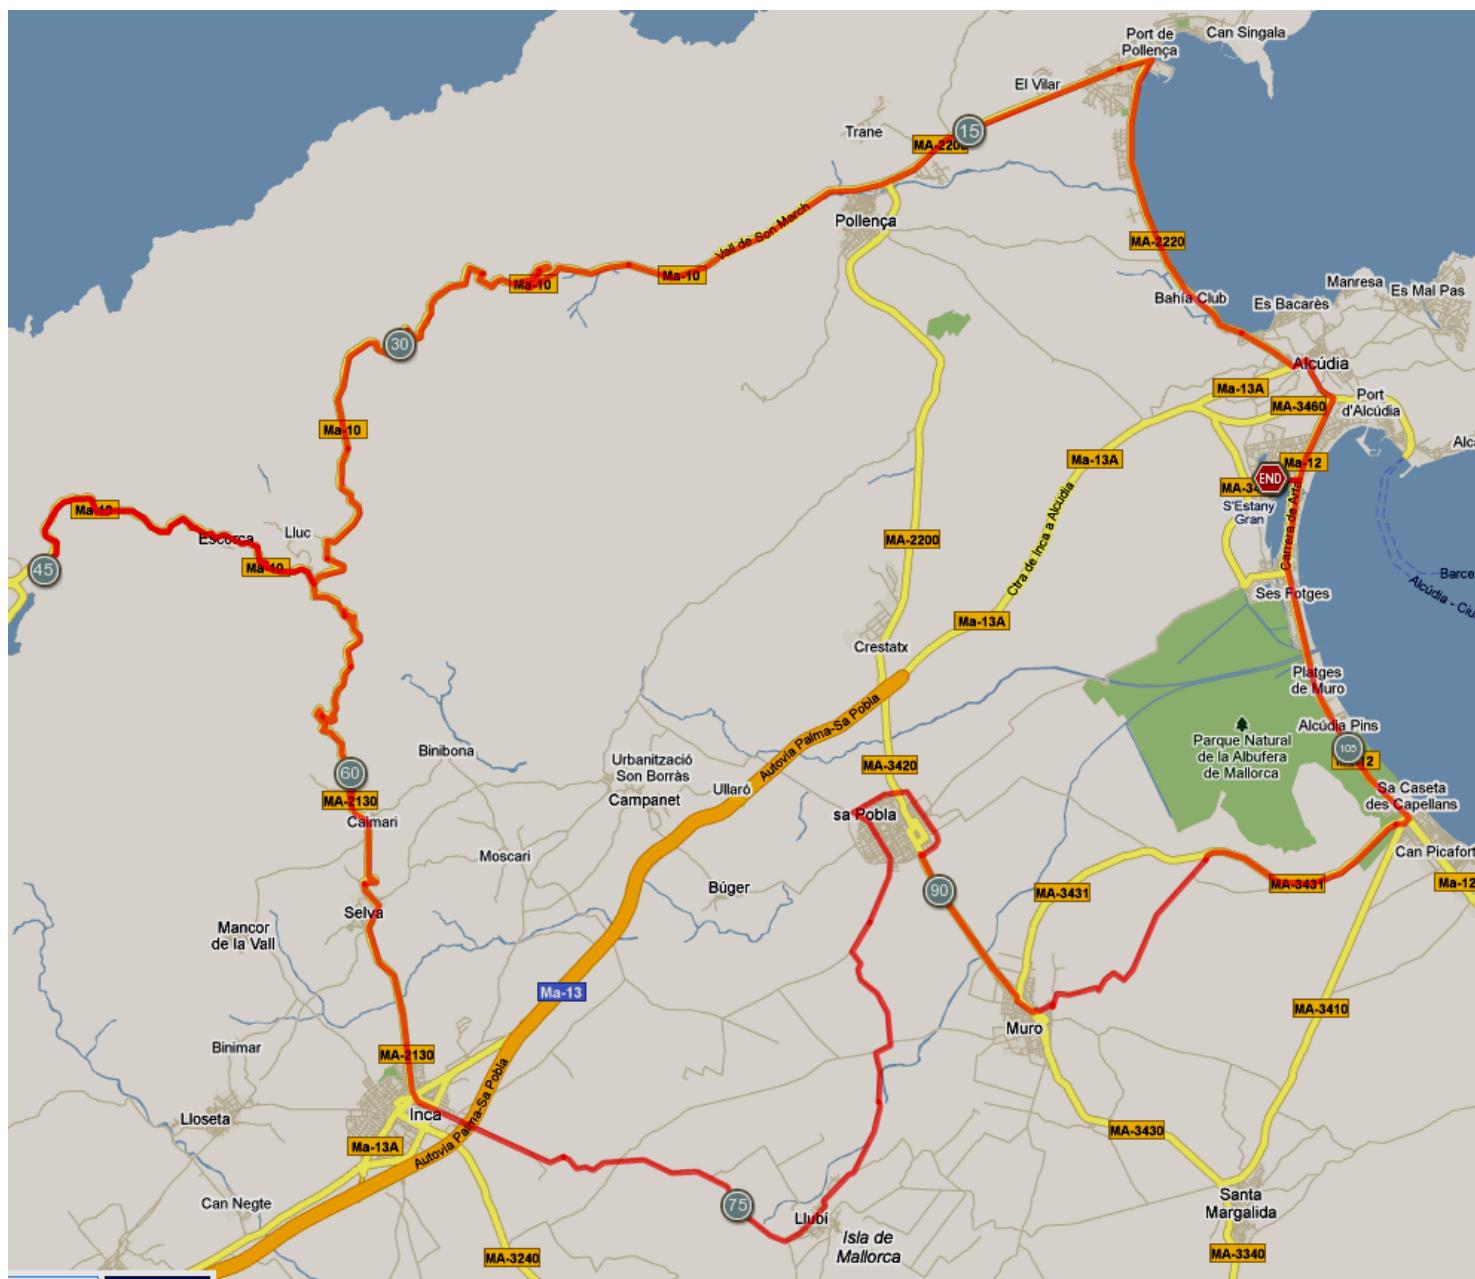 Port de
Pollença
Can Singala
El Vilar
Trane
15
MA-2200
Pollença
Vall de Son March
MA-2220
Ma-10
Ma-10
Bahía Club
Es Bacarès
Manresa
Es Mal Pas
30
Alcúdia
Ma-13A
MA-3460
Port
d'Alcúdia
Ma-10
Ma-13A
Ma-12
END
S'Estany
Gran
Carrera de Arta
Ctra de Inca a Alcúdia
MA-2200
Ma-10
Escorca
Lluc
Ma-10
45
Alcúdia - Ciu
Barce
Ses Fotges
Ma-13A
Crestatx
Platges
de Muro
Alcúdia Pins
105
Ma-12
Parque Natural
de la Albufera
de Mallorca
Autovia Palma-Sa Pobla
Binibona
Urbanització
Son Borràs
Campanet
Ullaró
MA-3420
60
MA-2130
Caimari
sa Pobla
Sa Caseta
des Capellans
Can Picafort
Moscari
Búger
90
MA-3431
MA-3431
Ma-12
Selva
Mancor
de la Vall
Ma-13
MA-3410
Muro
Binimar
MA-2130
Inca
Lloseta
Ma-13A
Autovia Palma-Sa Pobla
MA-3430
Can Negte
75
Llubí
Isla de
Mallorca
Santa
Margalida
MA-3240
MA-3340